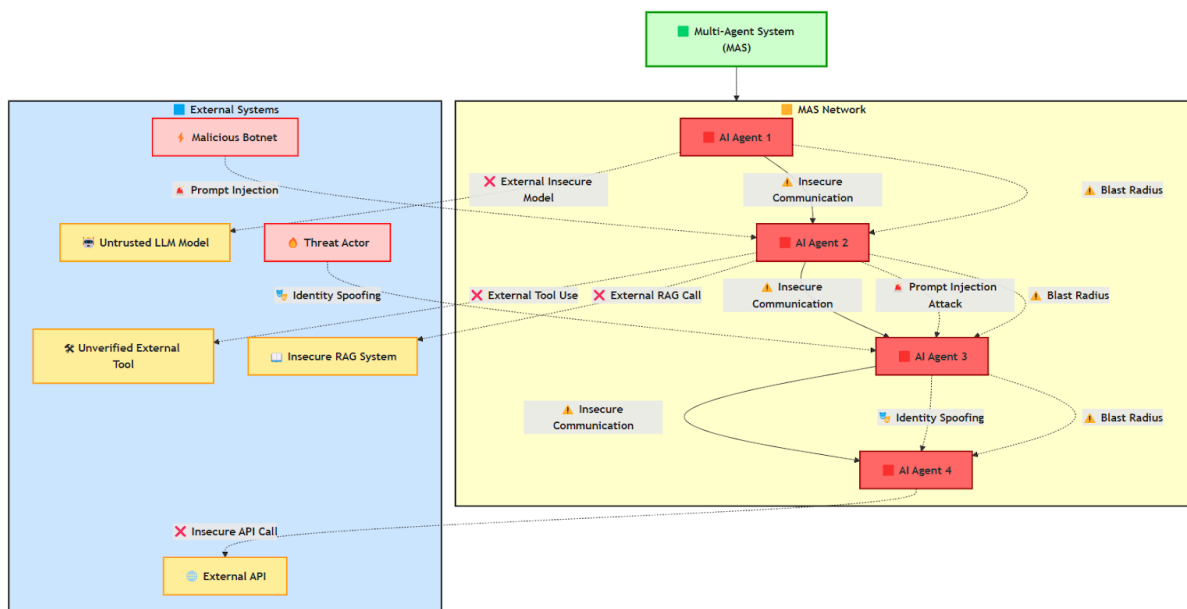 Multi-Agent System
(MAS)
External Systems
MAS Network
Malicious Botnet
AI Agent 1
Prompt Injection
External Insecure
Model
Insecure
Communication
Blast Radius
Untrusted LLM Model
Threat Actor
AI Agent 2
Identity Spoofing
External Tool Use
External RAG Call
Insecure
Communication
Prompt Injection
Attack
Blast Radius
Unverified External
Tool
Insecure RAG System
AI Agent 3
Insecure
Communication
Identity Spoofing
Blast Radius
AI Agent 4
Insecure API Call
External API